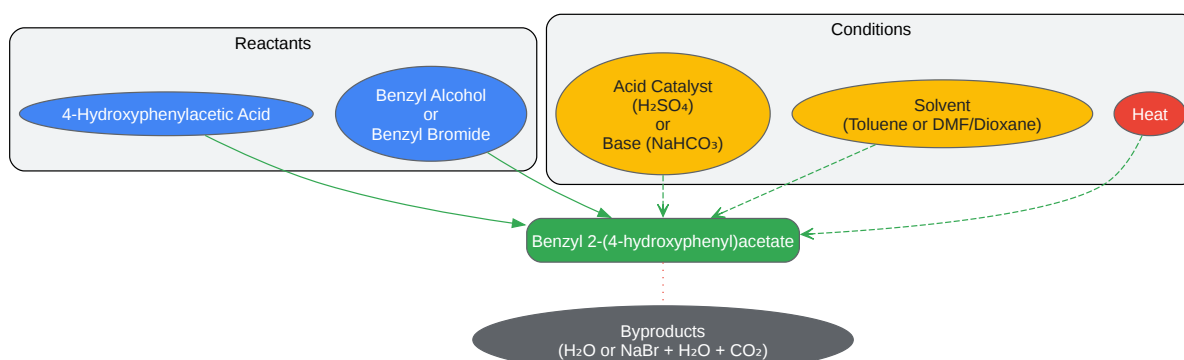 Reactants
Conditions
4-Hydroxyphenylacetic Acid
Benzyl Alcohol
or
Benzyl Bromide
Acid Catalyst
(H₂SO₄)
or
Base (NaHCO₃)
Solvent
(Toluene or DMF/Dioxane)
Heat
Benzyl 2-(4-hydroxyphenyl)acetate
Byproducts
(H₂O or NaBr + H₂O + CO₂)